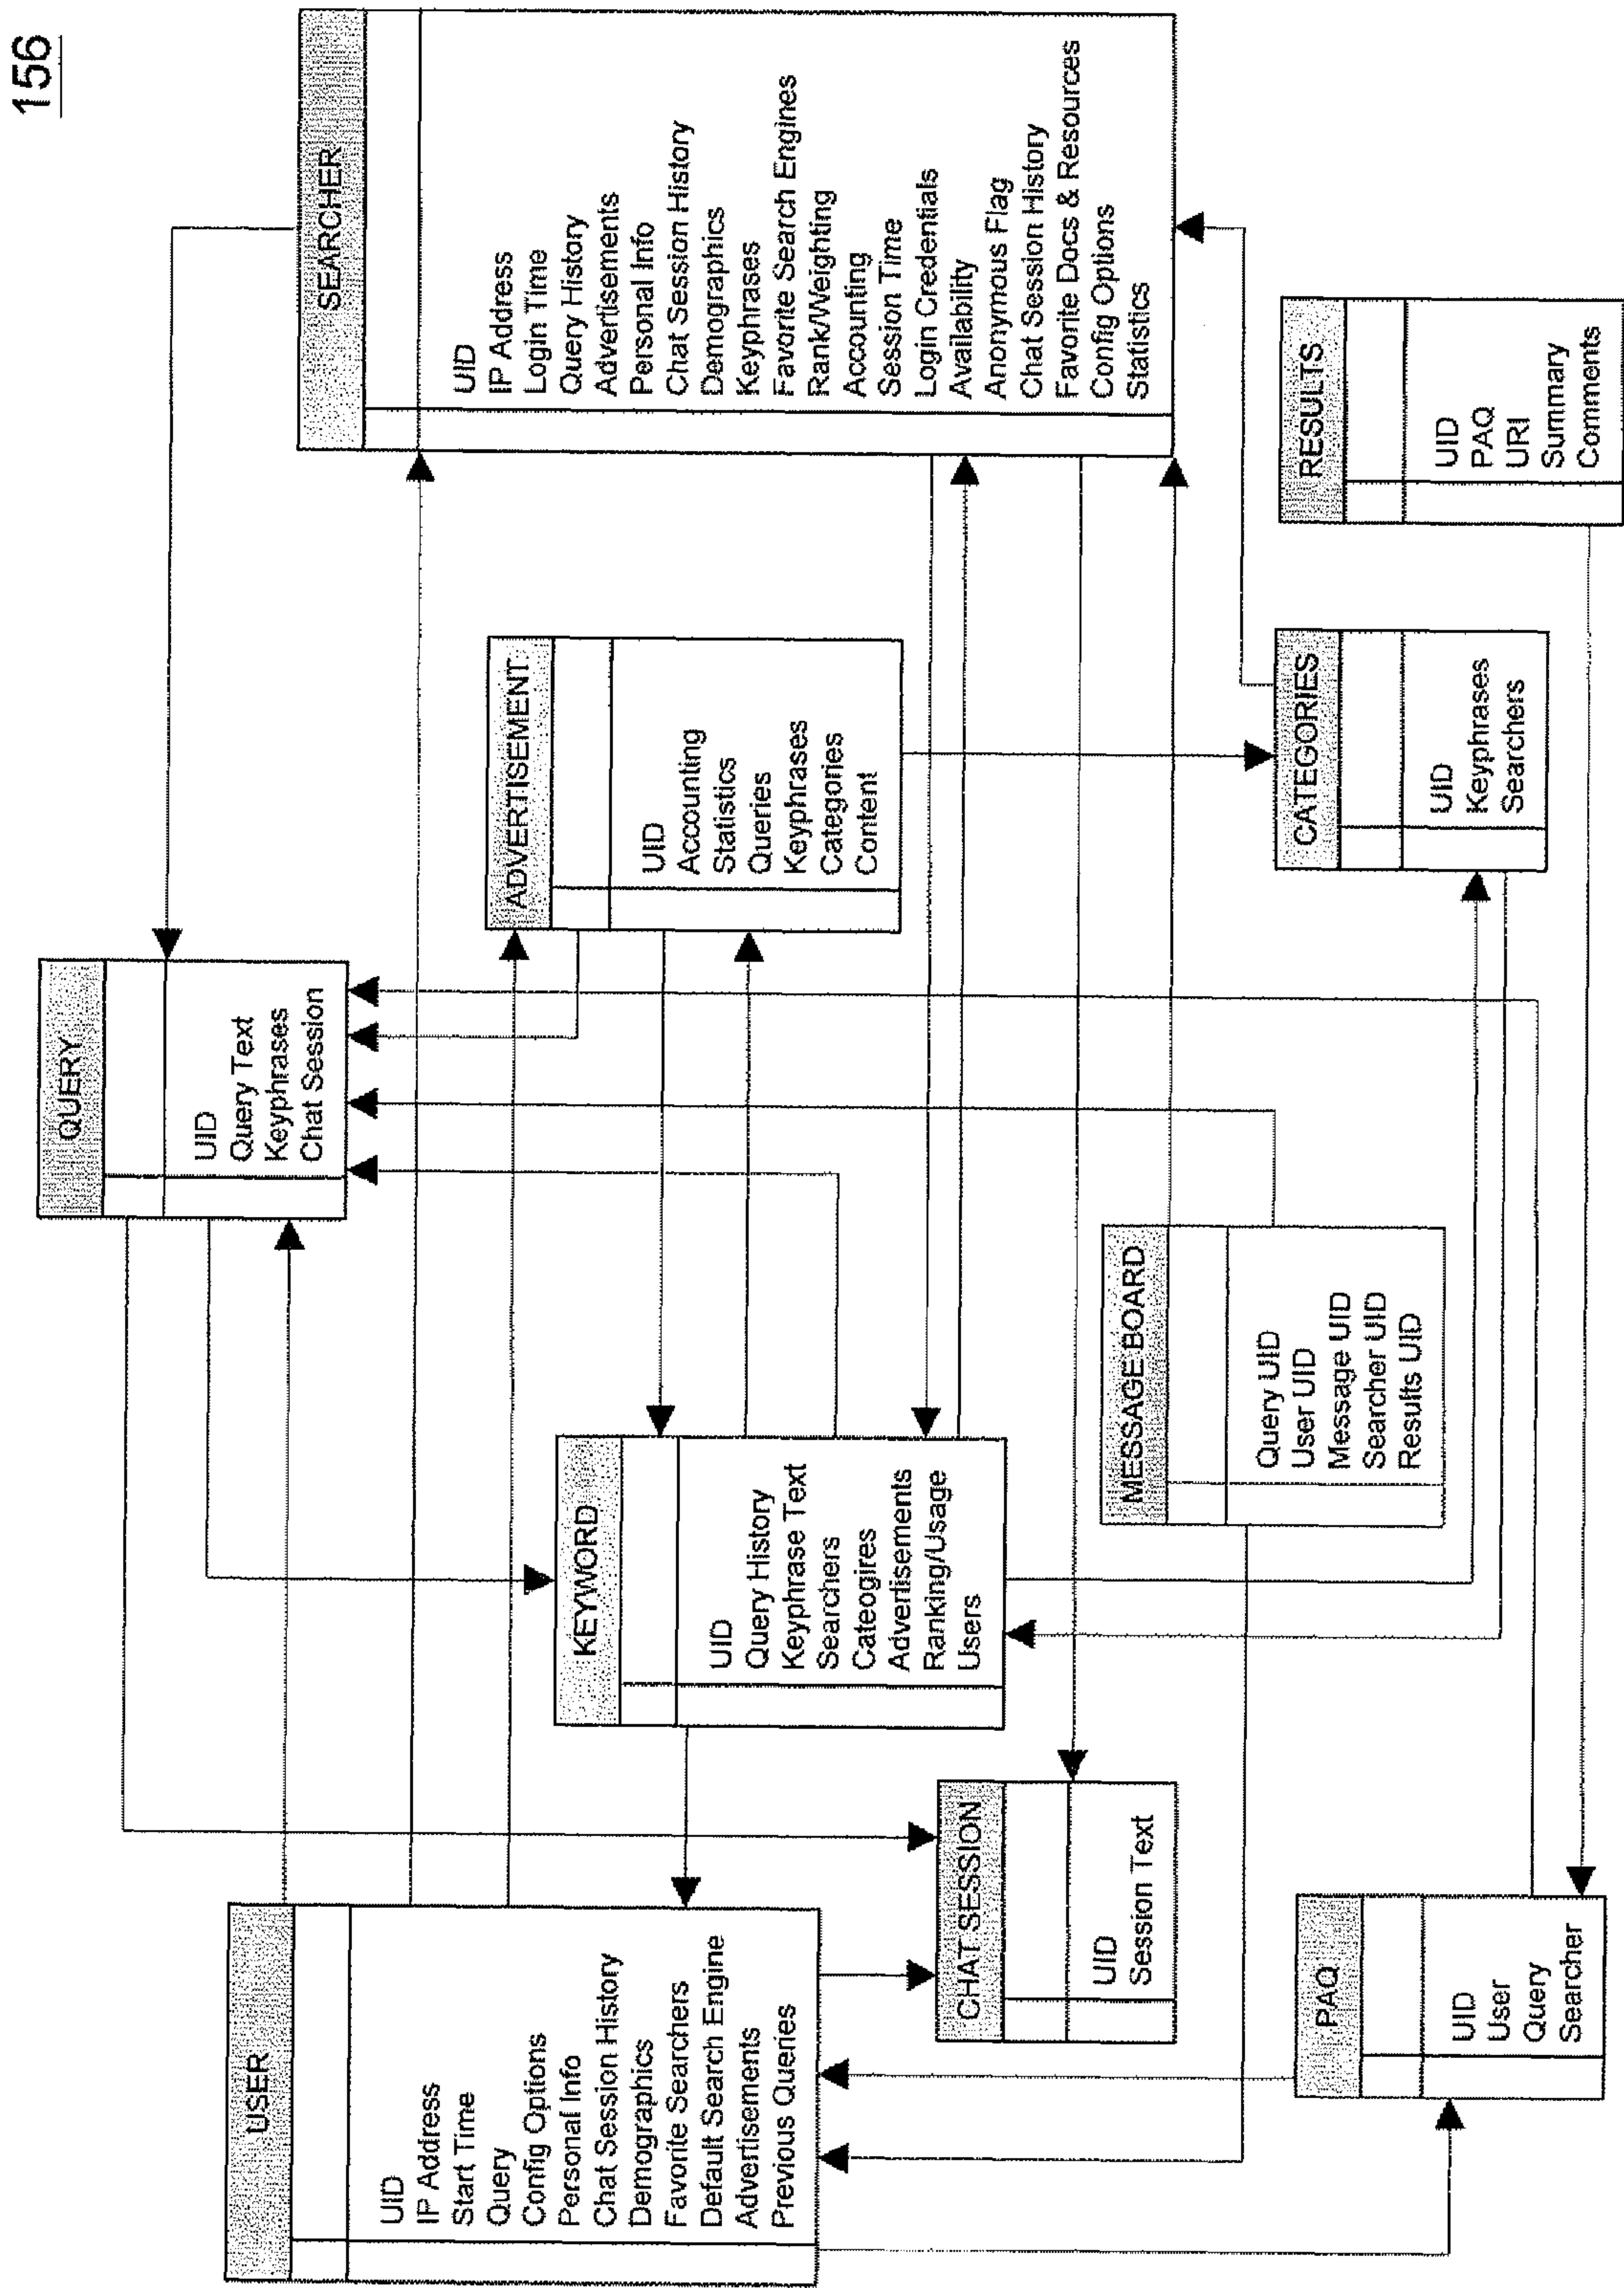 156
USER
UID
IP Address
Start Time
Query
Config Options
Personal Info
Chat Session History
Demographics
Favorite Searchers
Default Search Engine
Advertisements
Previous Queries
QUERY
UID
Query Text
Keyphrases
Chat Session
SEARCHER
UID
IP Address
Login Time
Query History
Advertisements
Personal Info
Chat Session History
Demographics
Keyphrases
Favorite Search Engines
Rank/Weighting
Accounting
Session Time
Login Credentials
Availability
Anonymous Flag
Chat Session History
Favorite Docs & Resources
Config Options
Statistics
KEYWORD
UID
Query History
Keyphrase Text
Searchers
Cateogires
Advertisements
Ranking/Usage
Users
ADVERTISEMENT
UID
Accounting
Statistics
Queries
Keyphrases
Categories
Content
CHAT SESSION
UID
Session Text
MESSAGE BOARD
Query UID
User UID
Message UID
Searcher UID
Results UID
PAQ
UID
User
Query
Searcher
CATEGORIES
UID
Keyphrases
Searchers
RESULTS
UID
PAQ
URI
Summary
Comments